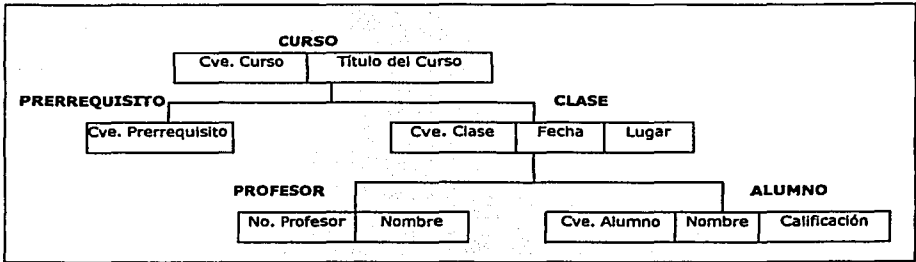 CURSO
Cve. Curso Título del Curso
PRERREQUISITO CLASE
Cve. Prerrequisito Cve. Clase Fecha Lugar
PROFESOR ALUMNO
No. Profesor Nombre Cve. Alumno Nombre Calificación